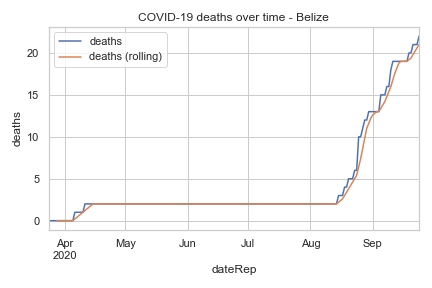 COVID-19 deaths over time - Belize
deaths
deaths (rolling)
20
15
10
5
0
deaths
Apr
2020
May
Jun
Jul
Aug
Sep
dateRep